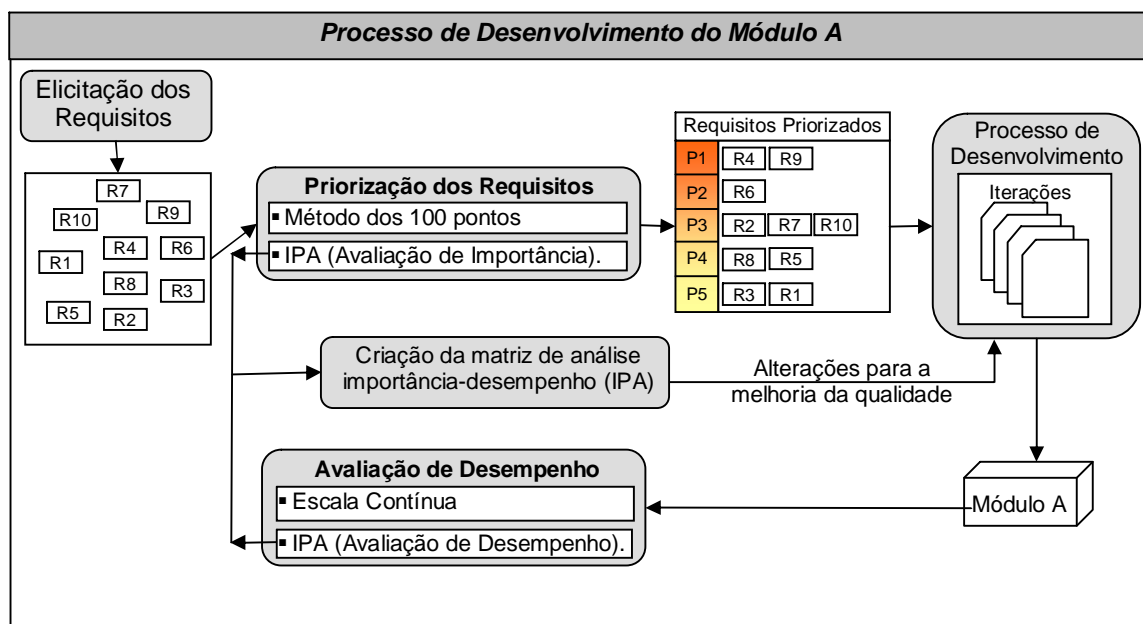 Processo de Desenvolvimento do Módulo A
Elicitação dos
Requisitos
R7
R10
R9
R4
R6
R1
R8
R3
R5
R2
Priorização dos Requisitos
▪ Método dos 100 pontos
▪ IPA (Avaliação de Importância).
Requisitos Priorizados
P1 R4 R9
P2 R6
P3 R2 R7 R10
P4 R8 R5
P5 R3 R1
Processo de
Desenvolvimento
Iterações
Criação da matriz de análise
importância-desempenho (IPA)
Alterações para a
melhoria da qualidade
Avaliação de Desempenho
▪ Escala Contínua
▪ IPA (Avaliação de Desempenho).
Módulo A